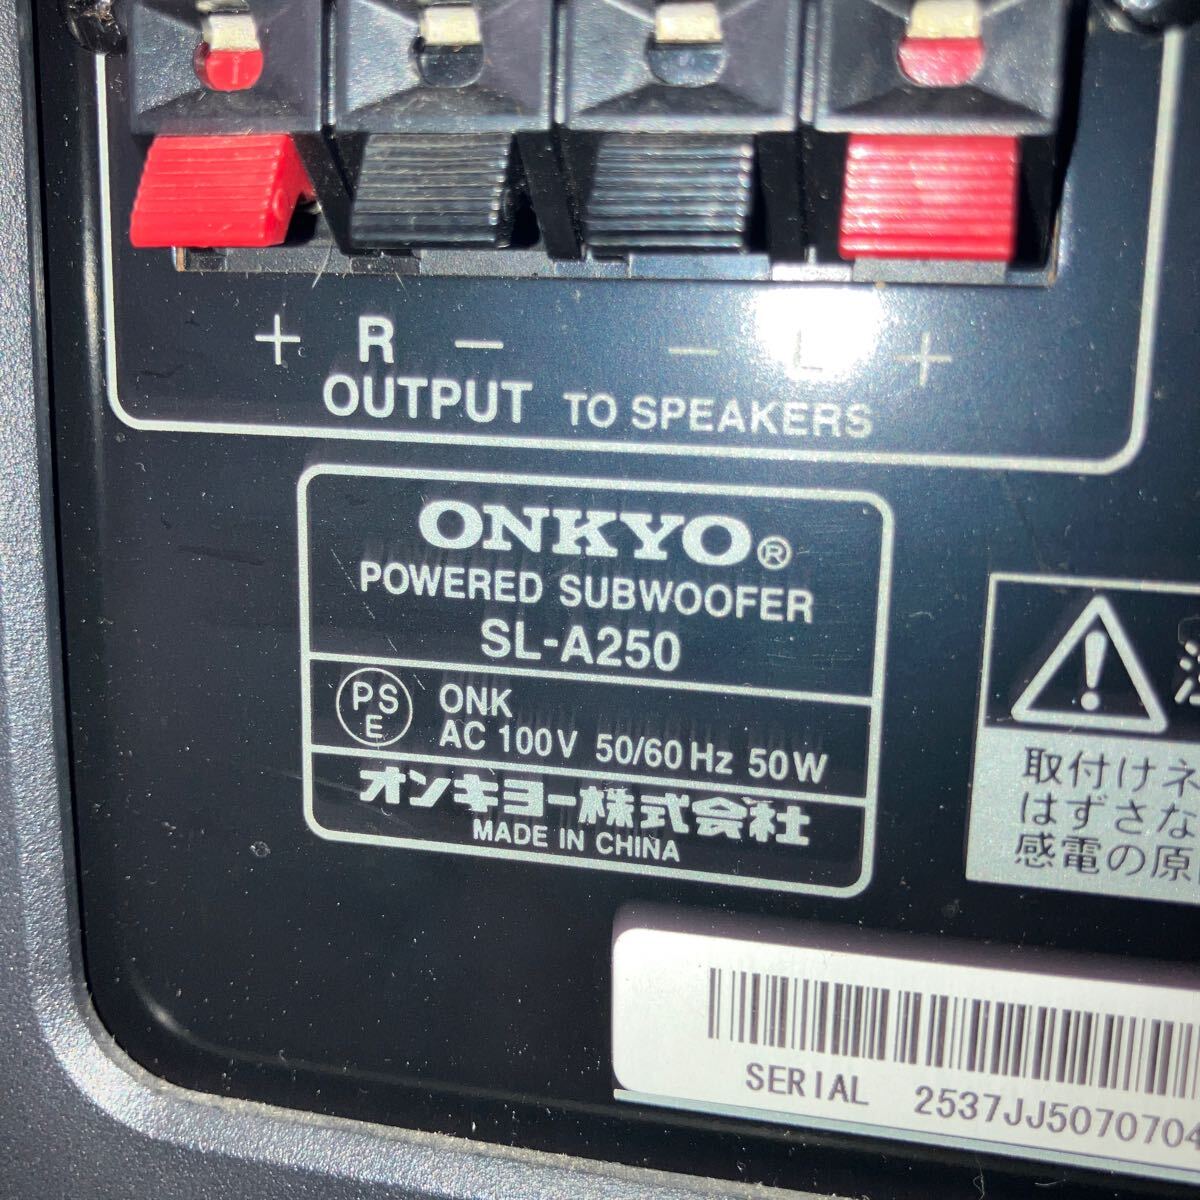 + R − − L +
OUTPUT TO SPEAKERS
ONKYO®
POWERED SUBWOOFER
SL-A250
PS
E
ONK
AC 100V 50/60Hz 50W
オンキヨー株式会社
MADE IN CHINA
取付けネ
はずさな
感電の原
SERIAL 2537JJ5070704